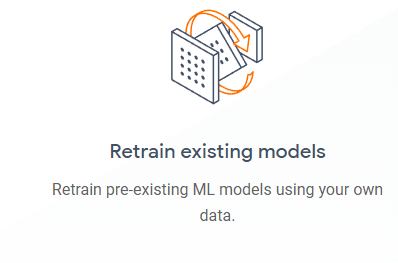 Retrain existing models
Retrain pre-existing ML models using your own
data.